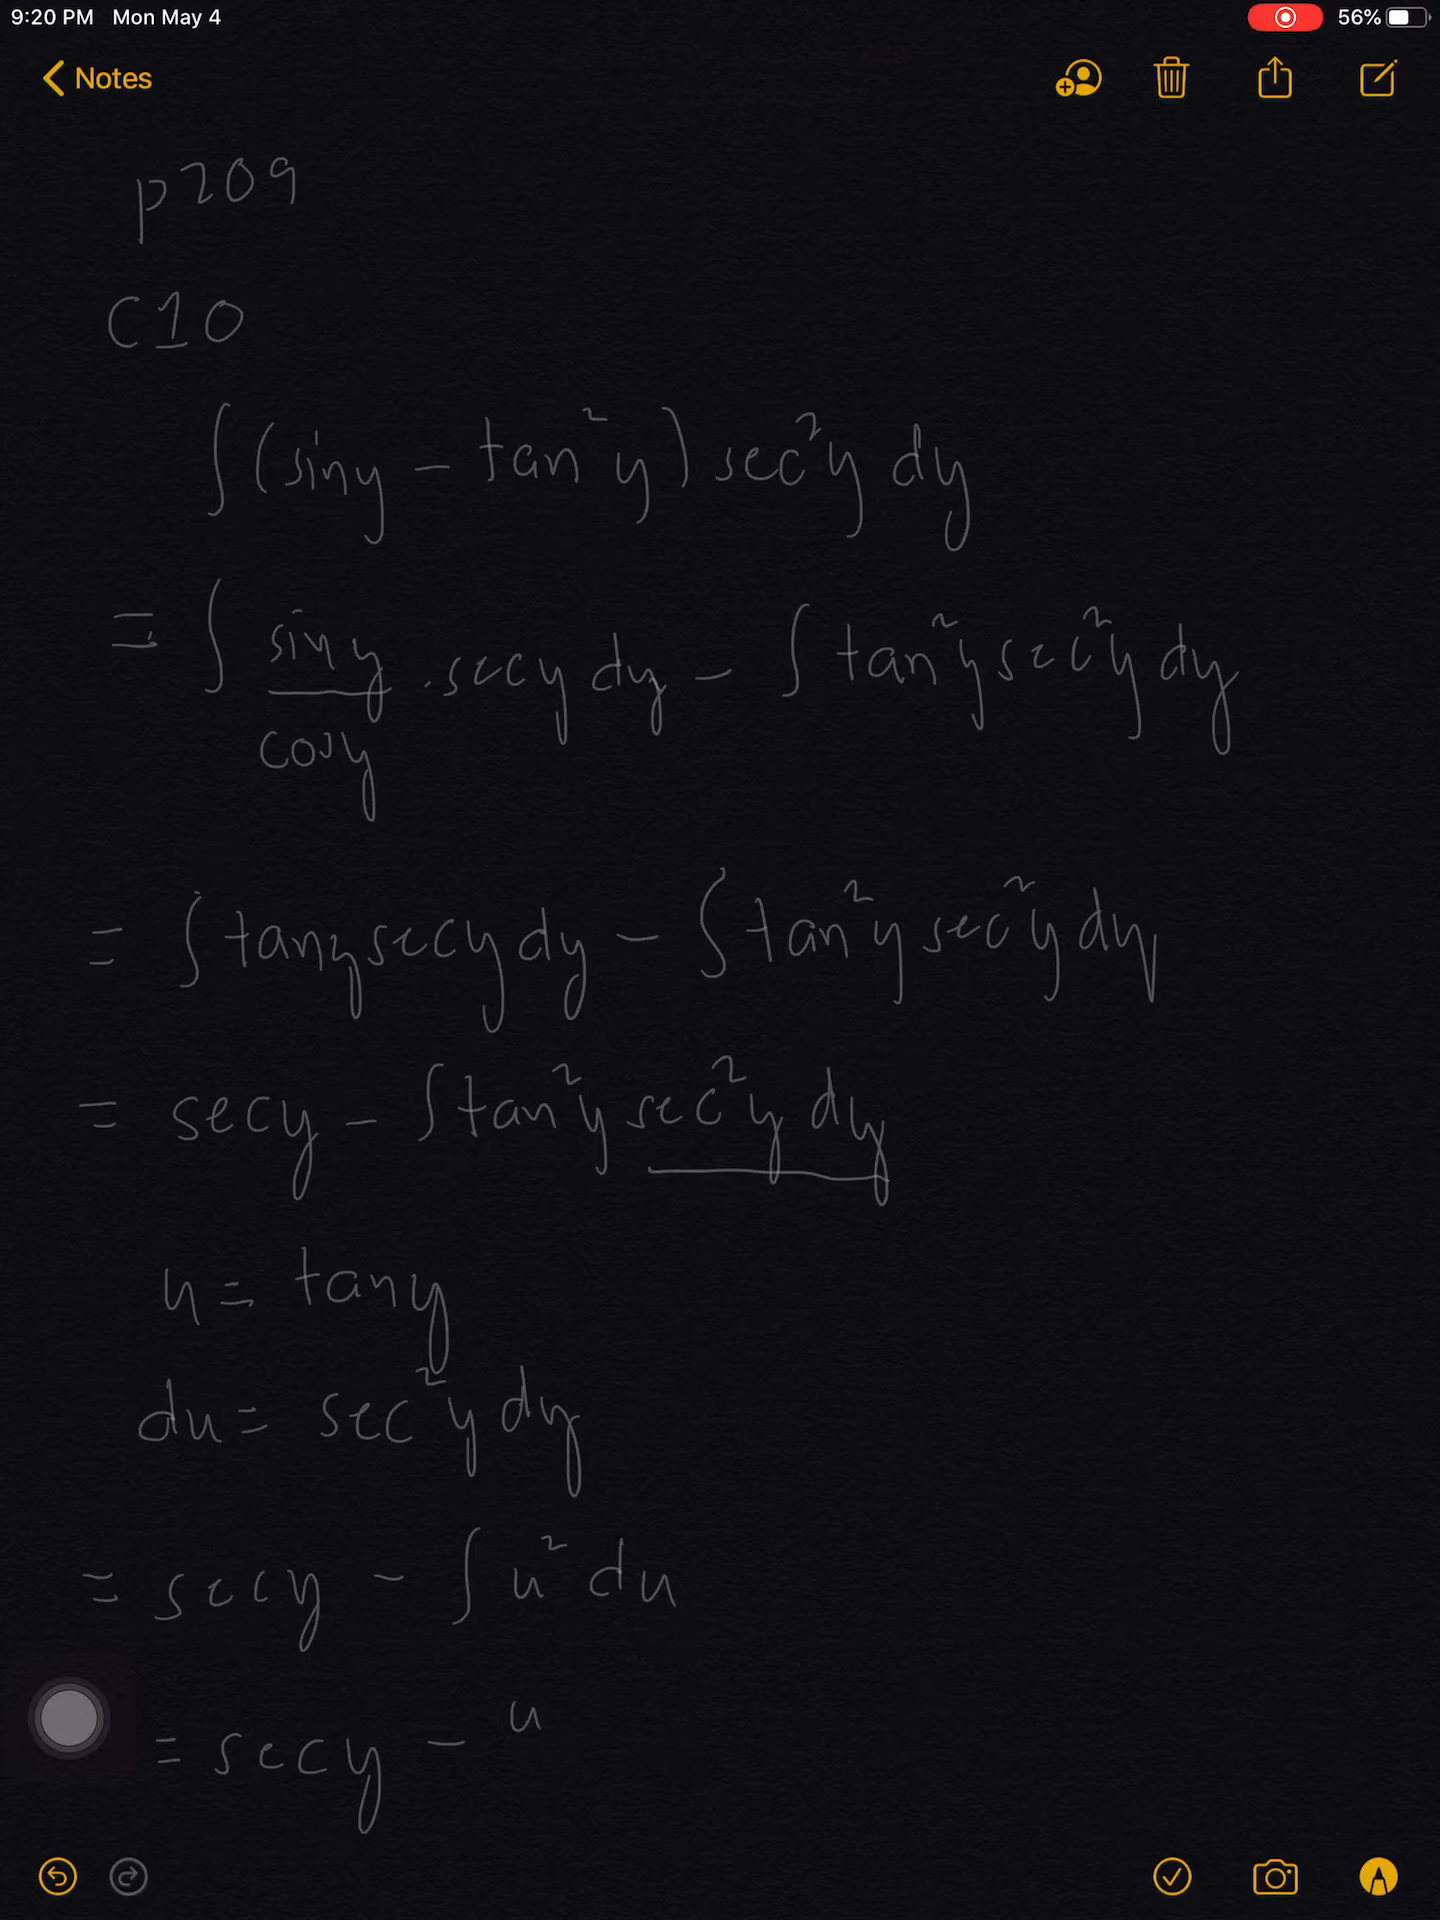 9:20 PM Mon May 4 56%
Notes
p209
C10
∫(siny − tan²y) sec²y dy
= ∫ siny/cosy · secy dy − ∫ tan²y sec²y dy
= ∫ tany secy dy − ∫ tan²y sec²y dy
= secy − ∫ tan²y sec²y dy
u = tany
du = sec²y dy
= secy − ∫ u² du
= secy − u